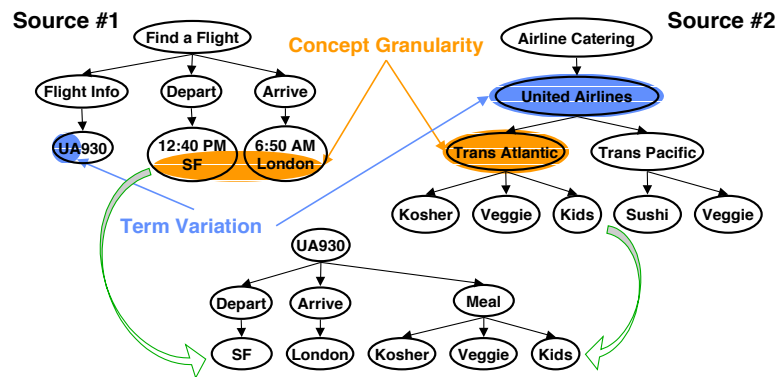 Source #1
Source #2
Find a Flight
Airline Catering
Concept Granularity
Flight Info
Depart
Arrive
United Airlines
UA930
12:40 PM
SF
6:50 AM
London
Trans Atlantic
Trans Pacific
Term Variation
Kosher
Veggie
Kids
Sushi
Veggie
UA930
Depart
Arrive
Meal
SF
London
Kosher
Veggie
Kids